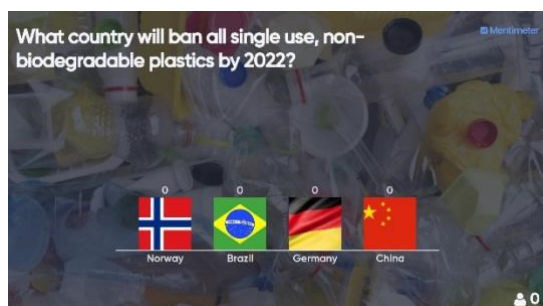 What country will ban all single use, non-
biodegradable plastics by 2022?
Mentimeter
0 0 0 0
Norway Brazil Germany China
0